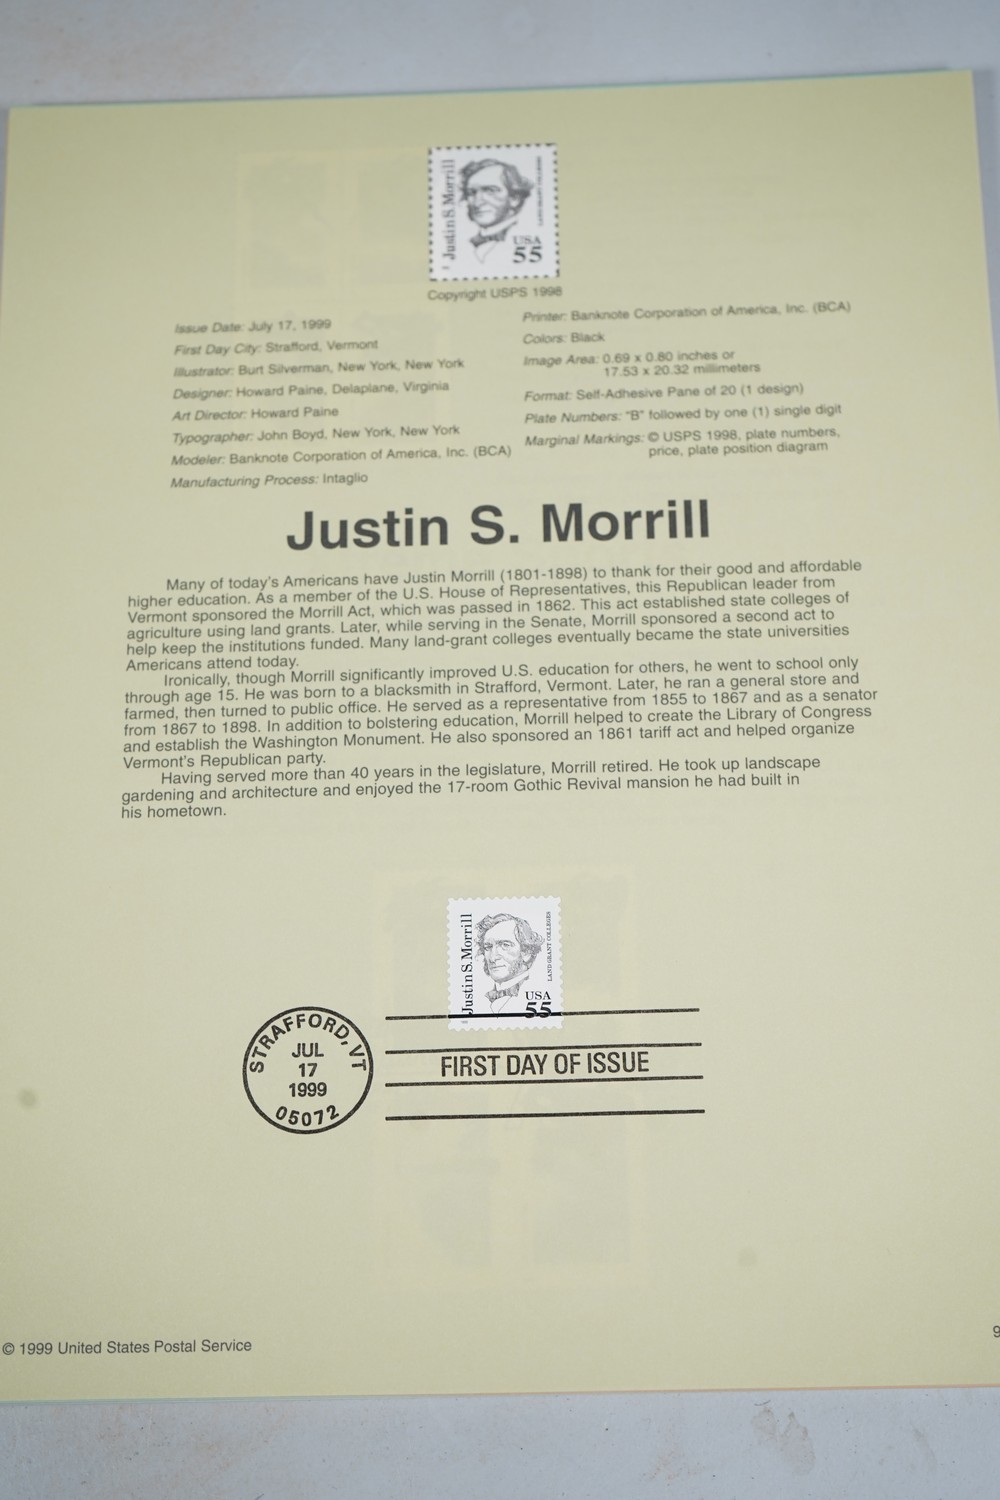 Justin S. Morrill
LAND GRANT COLLEGES
USA
55
Copyright USPS 1998
Issue Date: July 17, 1999
First Day City: Strafford, Vermont
Illustrator: Burt Silverman, New York, New York
Designer: Howard Paine, Delaplane, Virginia
Art Director: Howard Paine
Typographer: John Boyd, New York, New York
Modeler: Banknote Corporation of America, Inc. (BCA)
Manufacturing Process: Intaglio
Printer: Banknote Corporation of America, Inc. (BCA)
Colors: Black
Image Area: 0.69 x 0.80 inches or
17.53 x 20.32 millimeters
Format: Self-Adhesive Pane of 20 (1 design)
Plate Numbers: "B" followed by one (1) single digit
Marginal Markings: © USPS 1998, plate numbers,
price, plate position diagram
Justin S. Morrill
Many of today's Americans have Justin Morrill (1801-1898) to thank for their good and affordable
higher education. As a member of the U.S. House of Representatives, this Republican leader from
Vermont sponsored the Morrill Act, which was passed in 1862. This act established state colleges of
agriculture using land grants. Later, while serving in the Senate, Morrill sponsored a second act to
help keep the institutions funded. Many land-grant colleges eventually became the state universities
Americans attend today.
Ironically, though Morrill significantly improved U.S. education for others, he went to school only
through age 15. He was born to a blacksmith in Strafford, Vermont. Later, he ran a general store and
farmed, then turned to public office. He served as a representative from 1855 to 1867 and as a senator
from 1867 to 1898. In addition to bolstering education, Morrill helped to create the Library of Congress
and establish the Washington Monument. He also sponsored an 1861 tariff act and helped organize
Vermont's Republican party.
Having served more than 40 years in the legislature, Morrill retired. He took up landscape
gardening and architecture and enjoyed the 17-room Gothic Revival mansion he had built in
his hometown.
Justin S. Morrill
LAND GRANT COLLEGES
USA
55
STRAFFORD, VT
JUL
17
1999
05072
FIRST DAY OF ISSUE
© 1999 United States Postal Service